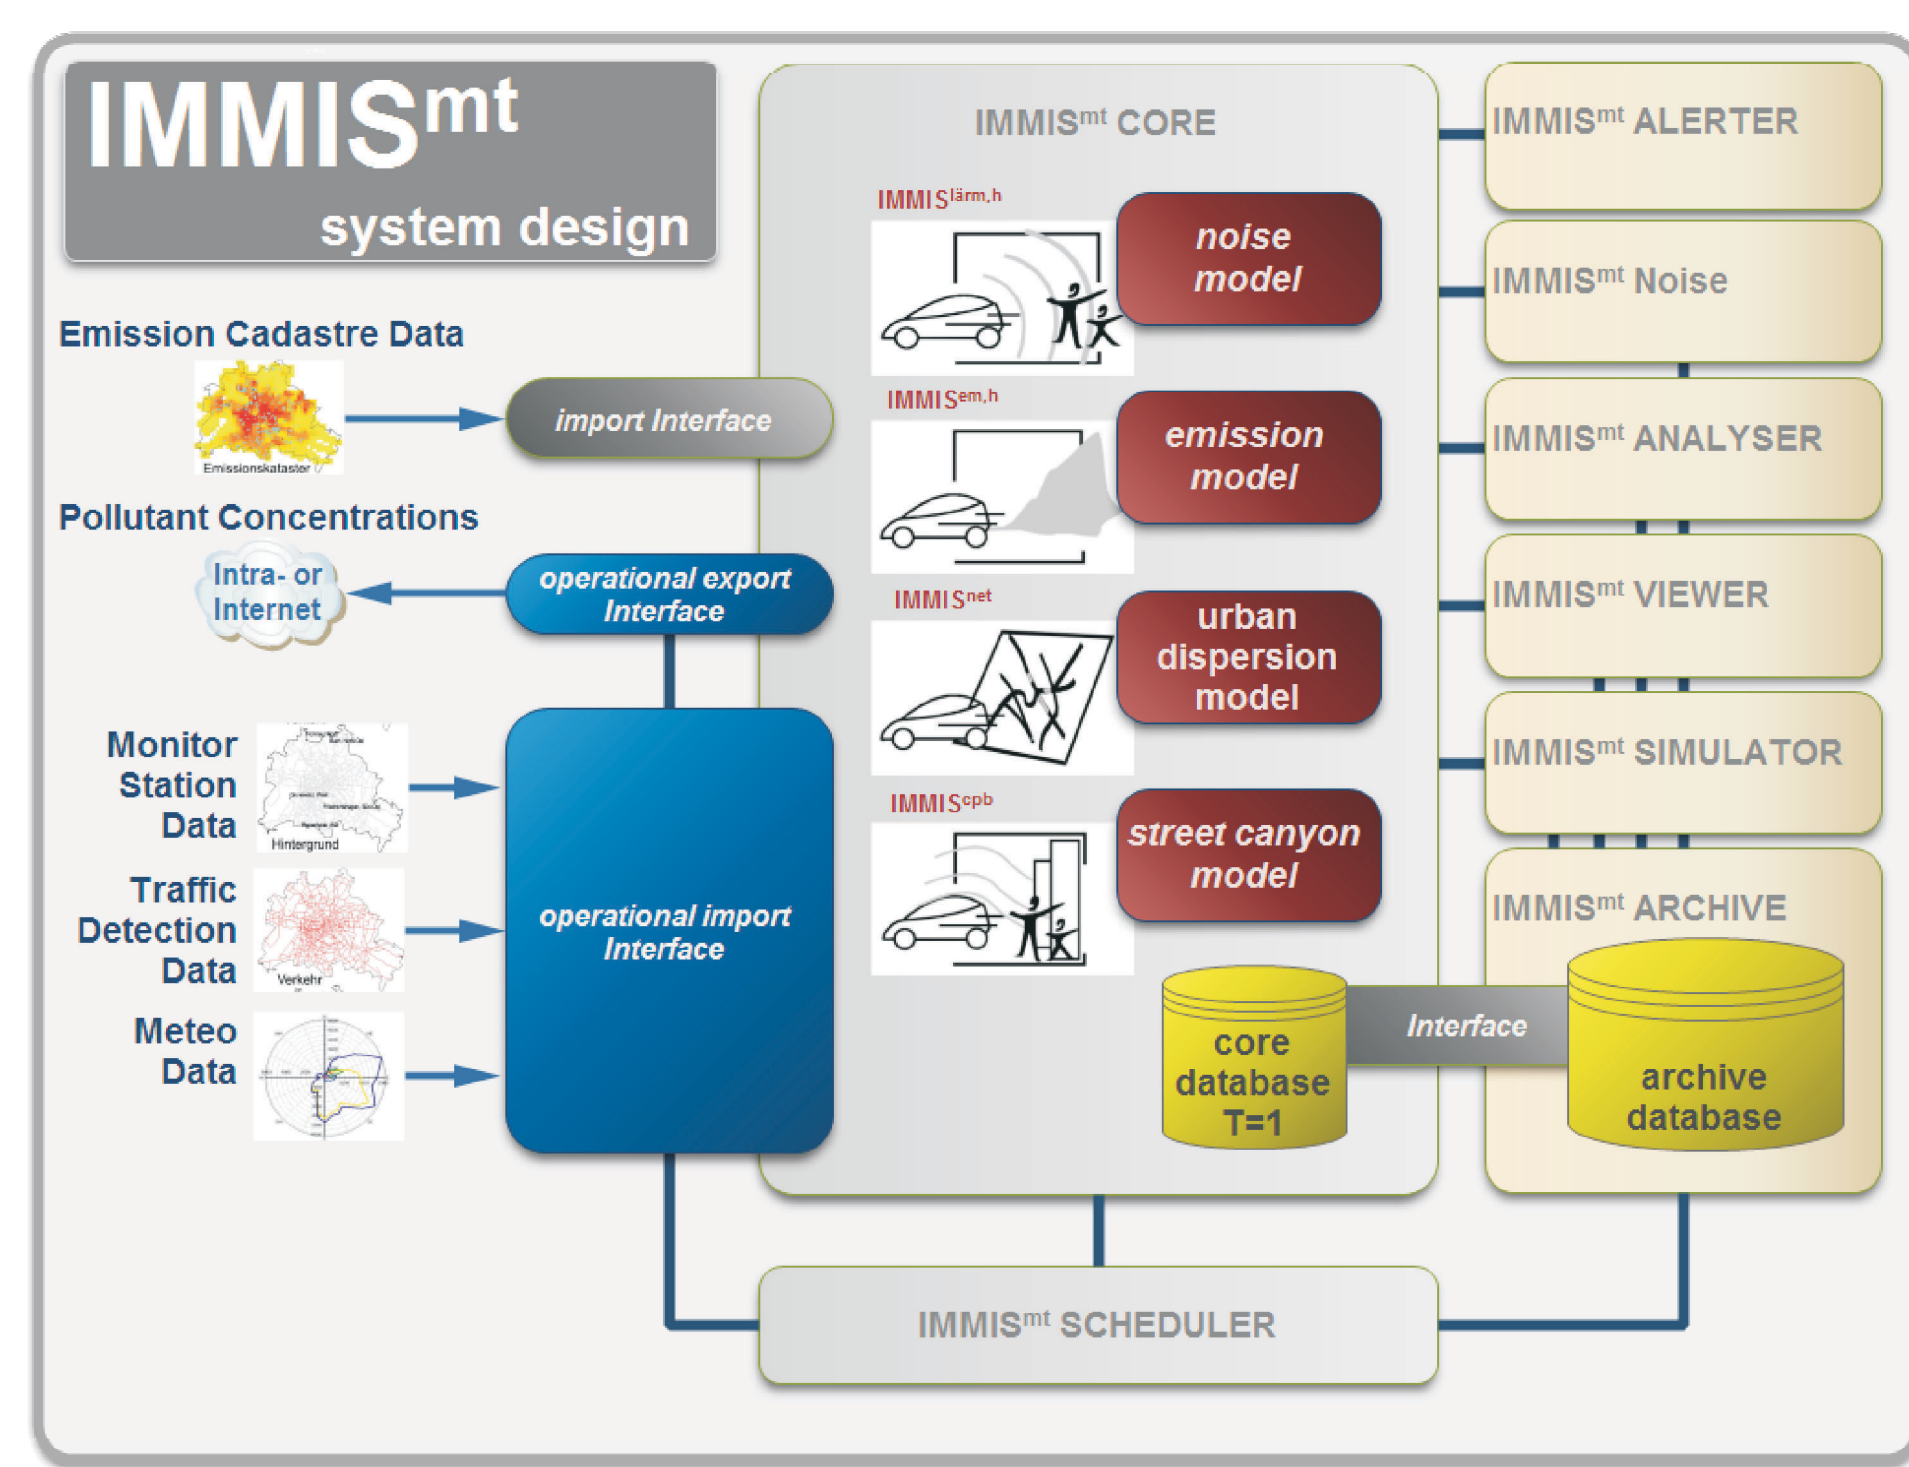 IMMISmt
system design
Emission Cadastre Data
Emissionskataster
import Interface
Pollutant Concentrations
Intra- or
Internet
operational export
Interface
Monitor
Station
Data
Hintergrund
Traffic
Detection
Data
Verkehr
Meteo
Data
operational import
Interface
IMMISmt CORE
IMMISlärm,h
noise
model
IMMISem,h
emission
model
IMMISnet
urban
dispersion
model
IMMIScpb
street canyon
model
core
database
T=1
Interface
IMMISmt ALERTER
IMMISmt Noise
IMMISmt ANALYSER
IMMISmt VIEWER
IMMISmt SIMULATOR
IMMISmt ARCHIVE
archive
database
IMMISmt SCHEDULER